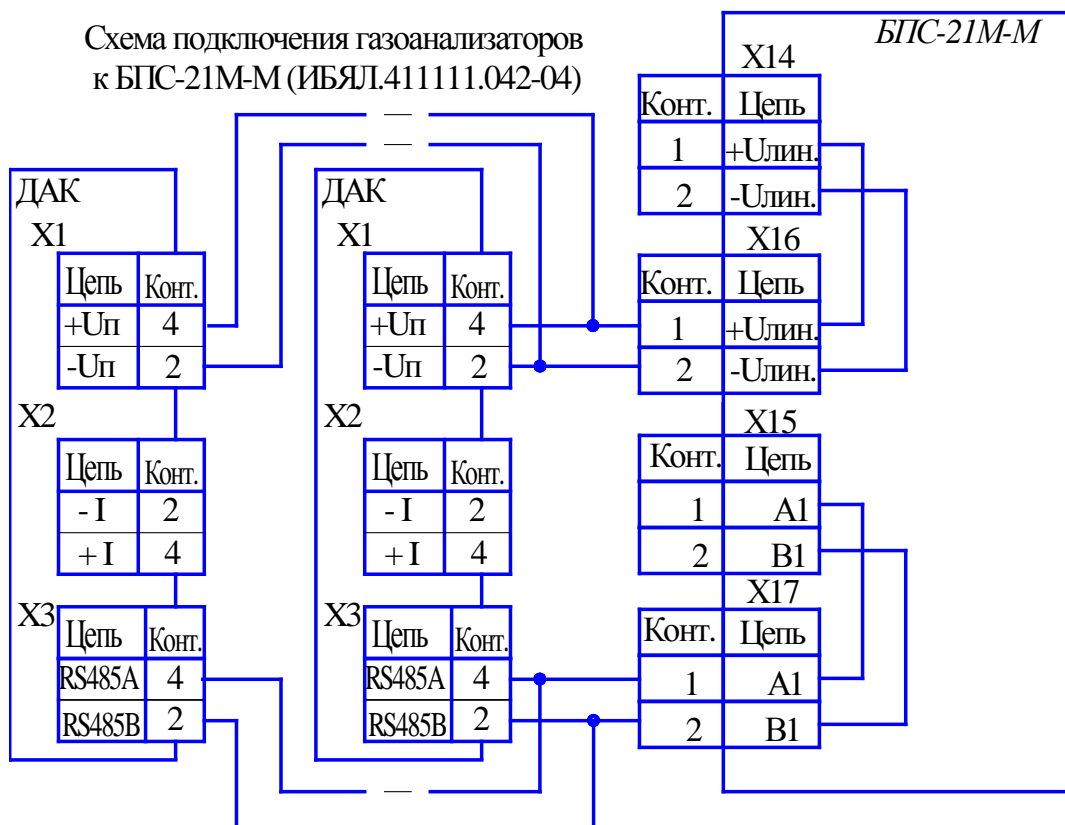 Схема подключения газоанализаторов
к БПС-21М-М (ИБЯЛ.411111.042-04)
БПС-21М-М
ДАК
X1
Цепь Конт.
+Uп 4
-Uп 2
X2
Цепь Конт.
- I 2
+ I 4
X3
Цепь Конт.
RS485A 4
RS485B 2
ДАК
X1
Цепь Конт.
+Uп 4
-Uп 2
X2
Цепь Конт.
- I 2
+ I 4
X3
Цепь Конт.
RS485A 4
RS485B 2
X14
Конт. Цепь
1 +Uлин.
2 -Uлин.
X16
Конт. Цепь
1 +Uлин.
2 -Uлин.
X15
Конт. Цепь
1 A1
2 B1
X17
Конт. Цепь
1 A1
2 B1